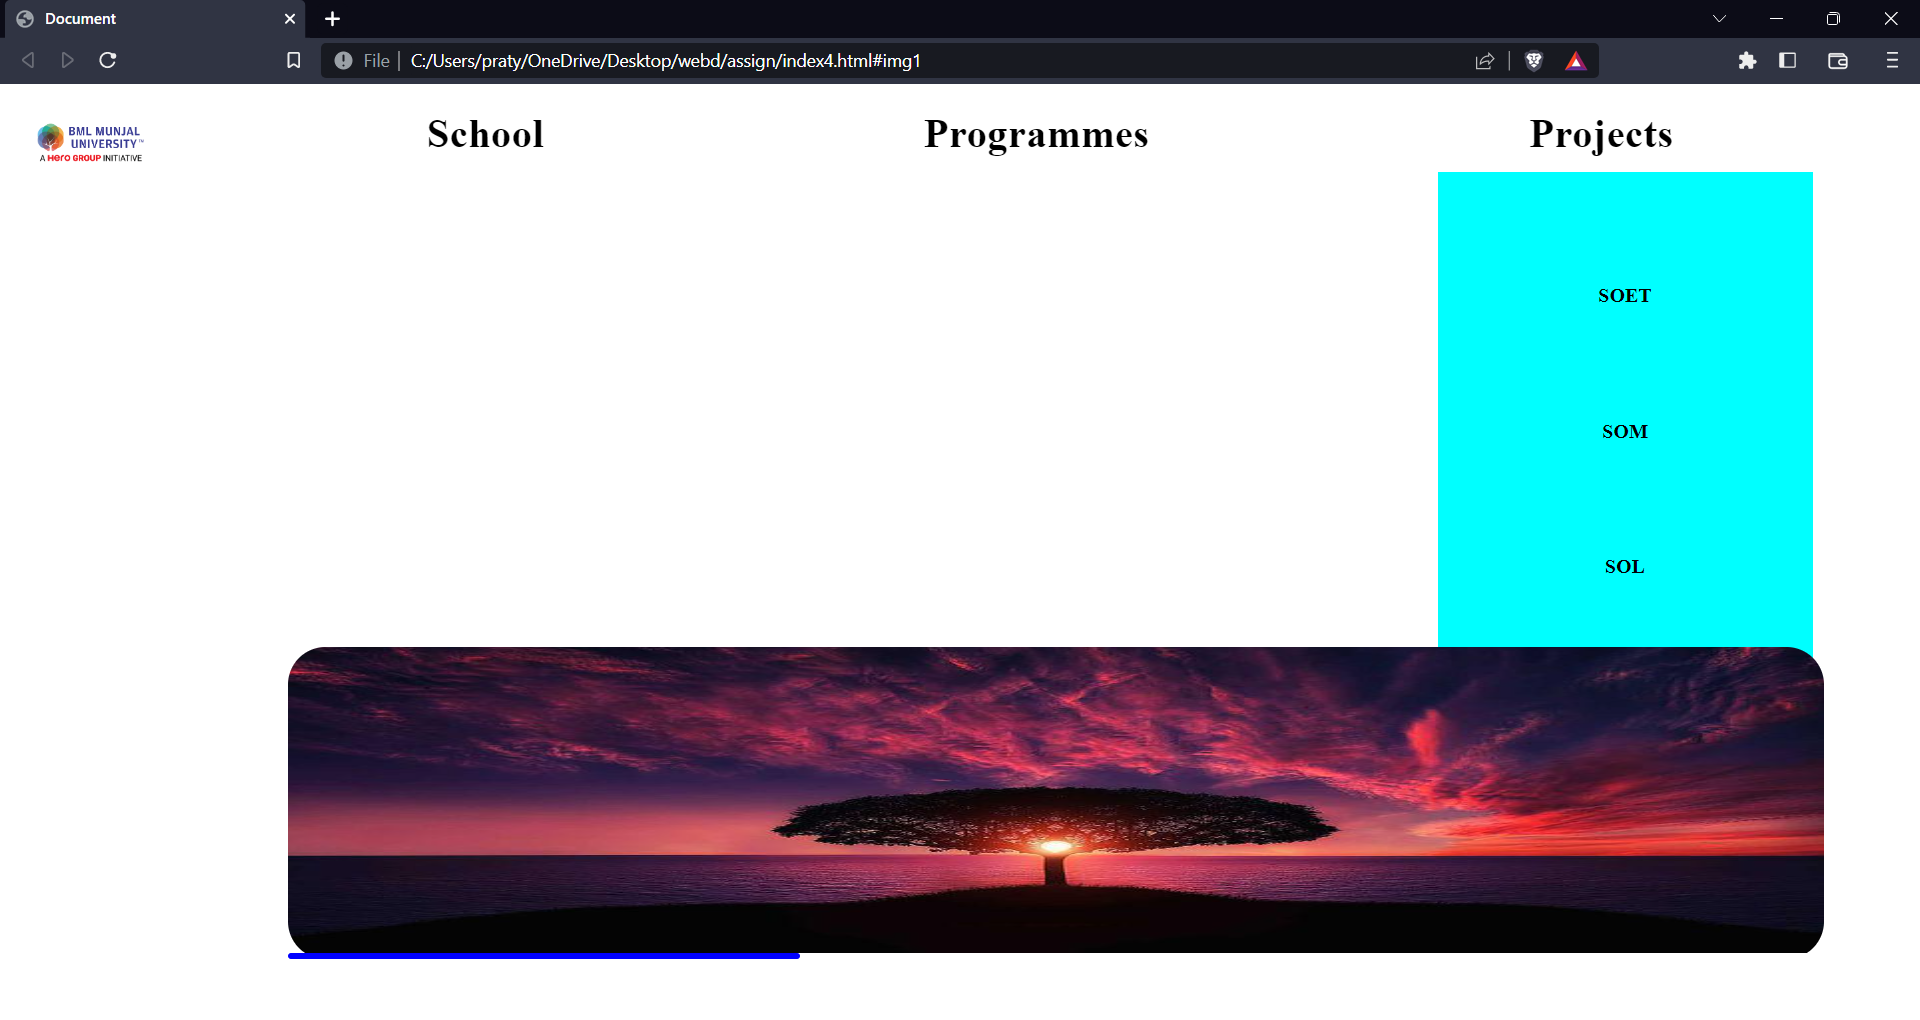 Document
File
C:/Users/praty/OneDrive/Desktop/webd/assign/index4.html#img1
BML MUNJAL
UNIVERSITY™
A Hero GROUP INITIATIVE
School
Programmes
Projects
SOET
SOM
SOL